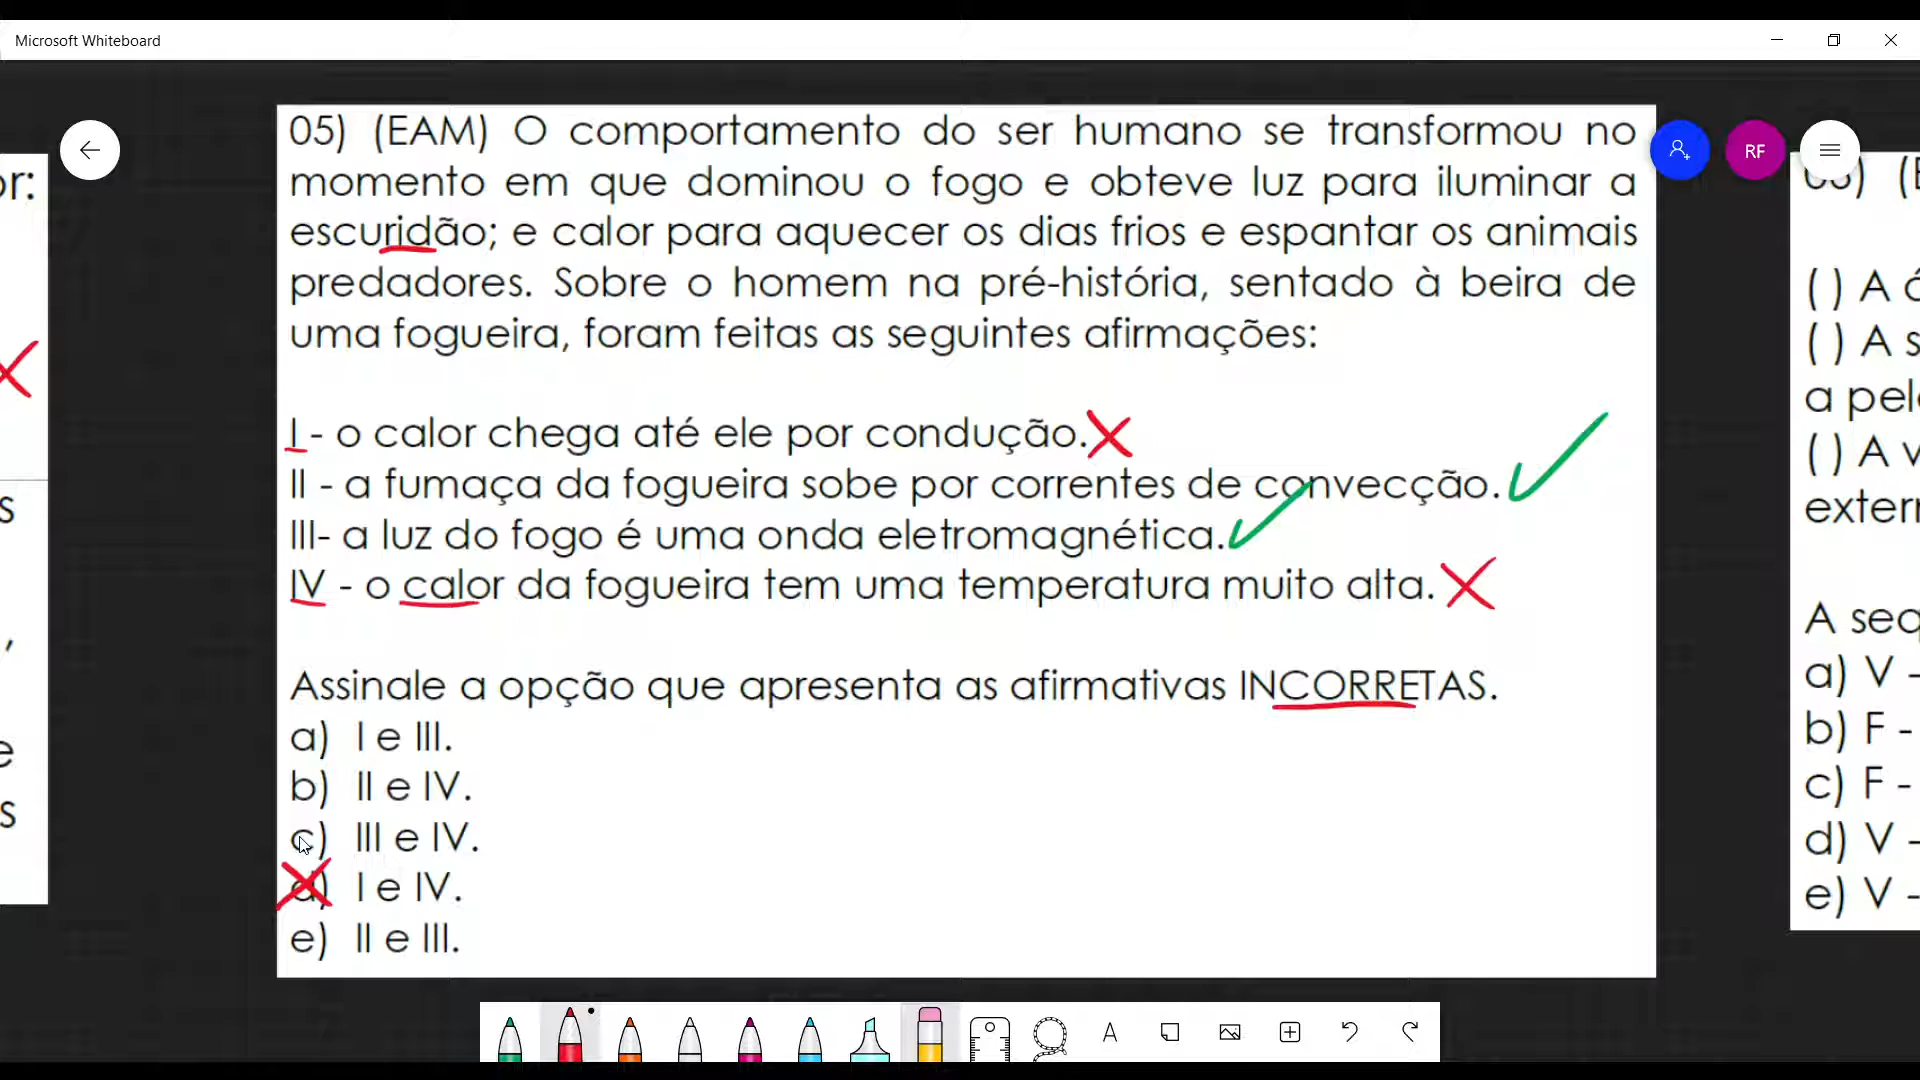 Microsoft Whiteboard
RF
or:
s
,
e
s
05) (EAM) O comportamento do ser humano se transformou no
momento em que dominou o fogo e obteve luz para iluminar a
escuridão; e calor para aquecer os dias frios e espantar os animais
predadores. Sobre o homem na pré-história, sentado à beira de
uma fogueira, foram feitas as seguintes afirmações:
I - o calor chega até ele por condução.
II - a fumaça da fogueira sobe por correntes de convecção.
III- a luz do fogo é uma onda eletromagnética.
IV - o calor da fogueira tem uma temperatura muito alta.
Assinale a opção que apresenta as afirmativas INCORRETAS.
a) I e III.
b) II e IV.
c) III e IV.
d) I e IV.
e) II e III.
( ) A
( ) A s
a pel
( ) A v
exter
A seq
a) V -
b) F -
c) F -
d) V -
e) V -
A